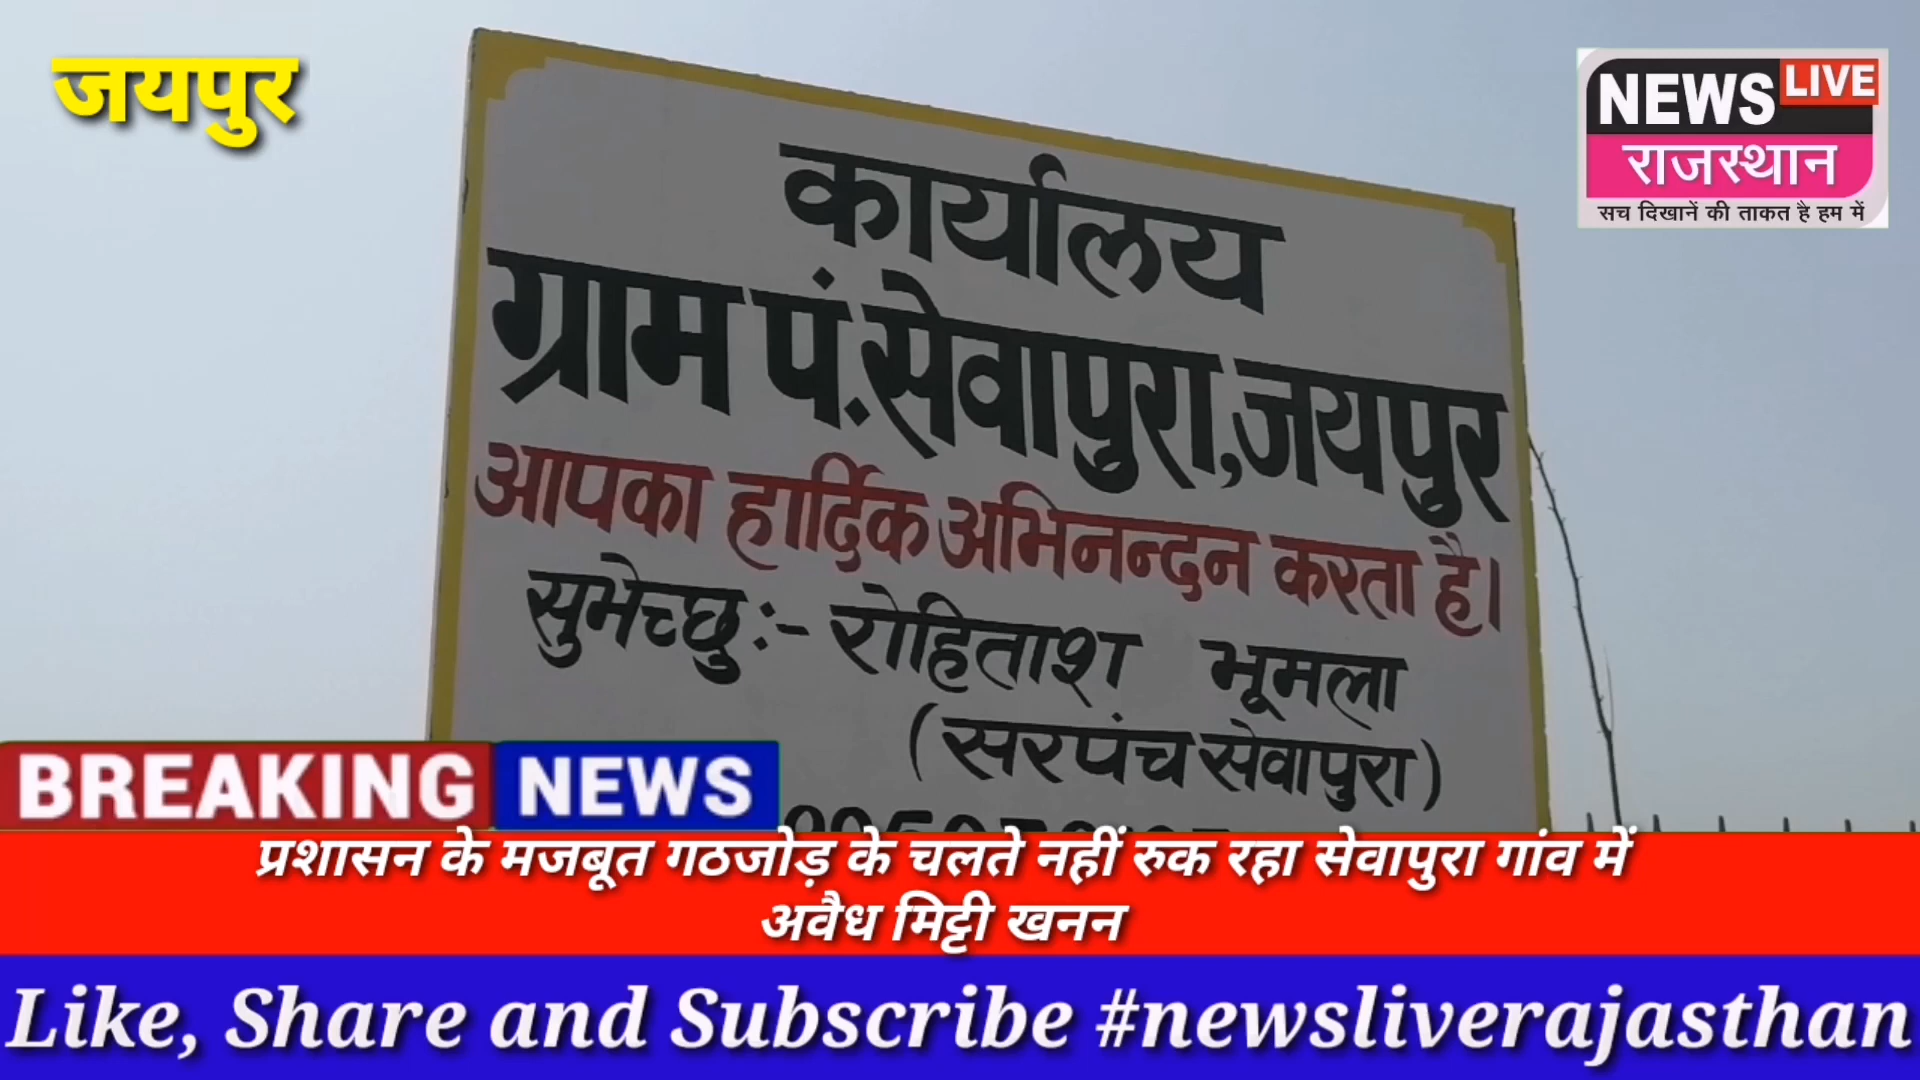 जयपुर
NEWS LIVE
राजस्थान
सच दिखानें की ताकत है हम में
कार्यालय
ग्राम पं.सेवापुरा,जयपुर
आपका हार्दिक अभिनन्दन करता है।
सुभेच्छु:- रोहिताश भूमला
(सरपंच सेवापुरा)
BREAKING NEWS
प्रशासन के मजबूत गठजोड़ के चलते नहीं रुक रहा सेवापुरा गांव में
अवैध मिट्टी खनन
Like, Share and Subscribe #newsliverajasthan